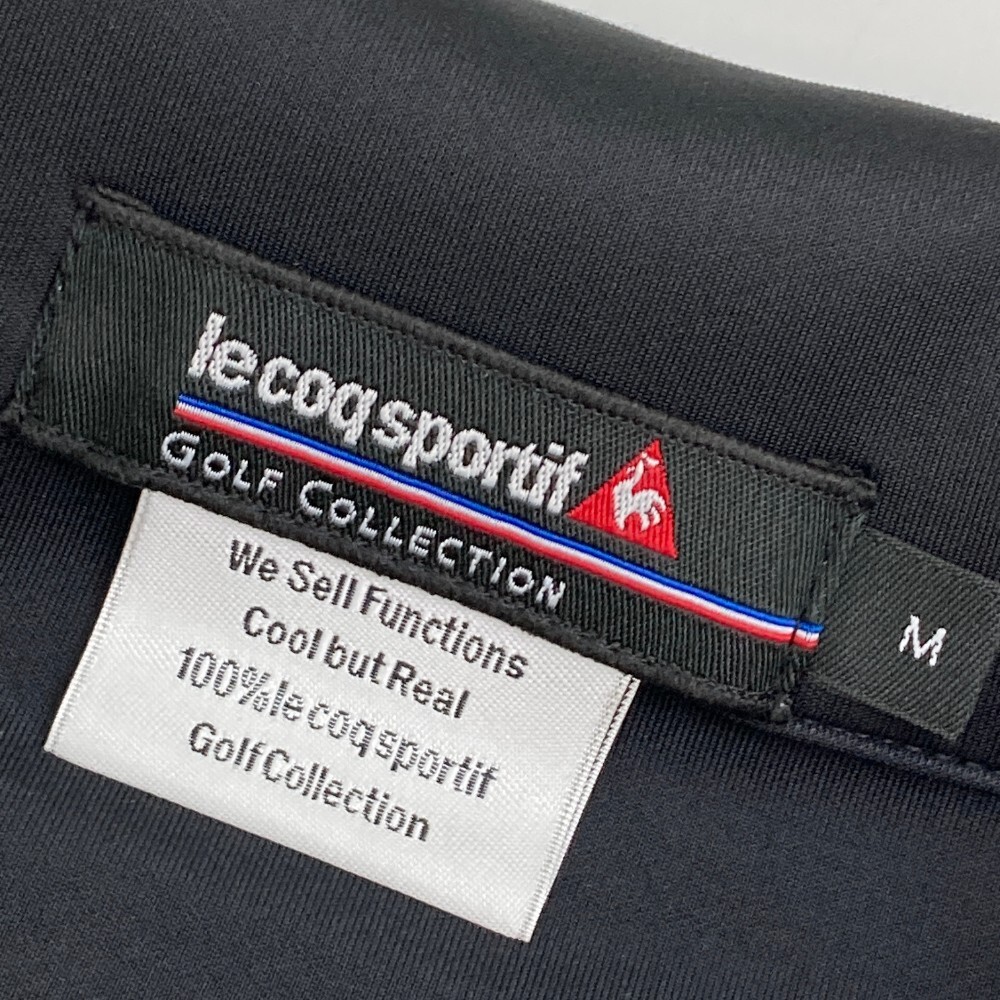 le coq sportif
GOLF COLLECTION
M
We Sell Functions
Cool but Real
100% le coq sportif
Golf Collection